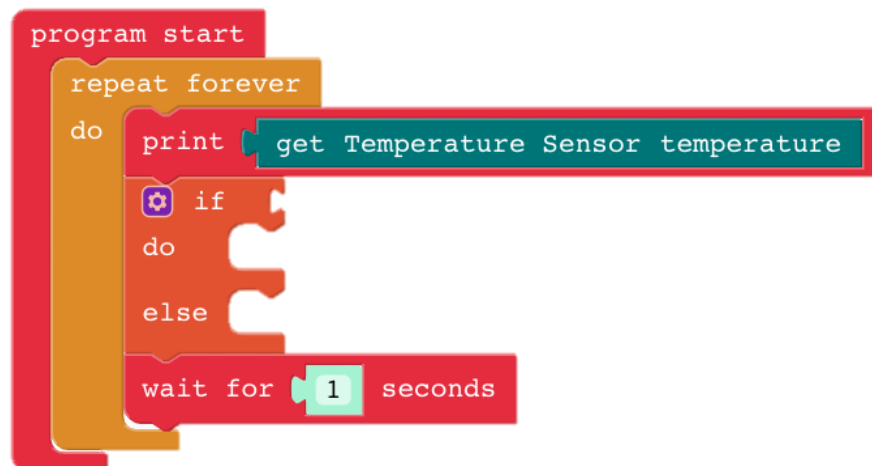 program start
repeat forever
do
print get Temperature Sensor temperature
if
do
else
wait for 1 seconds